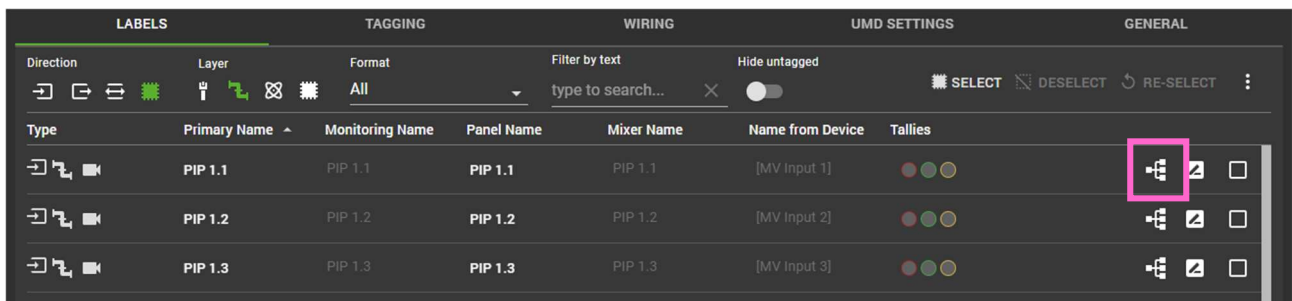 LABELS TAGGING WIRING UMD SETTINGS GENERAL
Direction Layer Format Filter by text Hide untagged
All type to search... SELECT DESELECT RE-SELECT
Type Primary Name Monitoring Name Panel Name Mixer Name Name from Device Tallies
PIP 1.1 PIP 1.1 PIP 1.1 PIP 1.1 [MV Input 1]
PIP 1.2 PIP 1.2 PIP 1.2 PIP 1.2 [MV Input 2]
PIP 1.3 PIP 1.3 PIP 1.3 PIP 1.3 [MV Input 3]